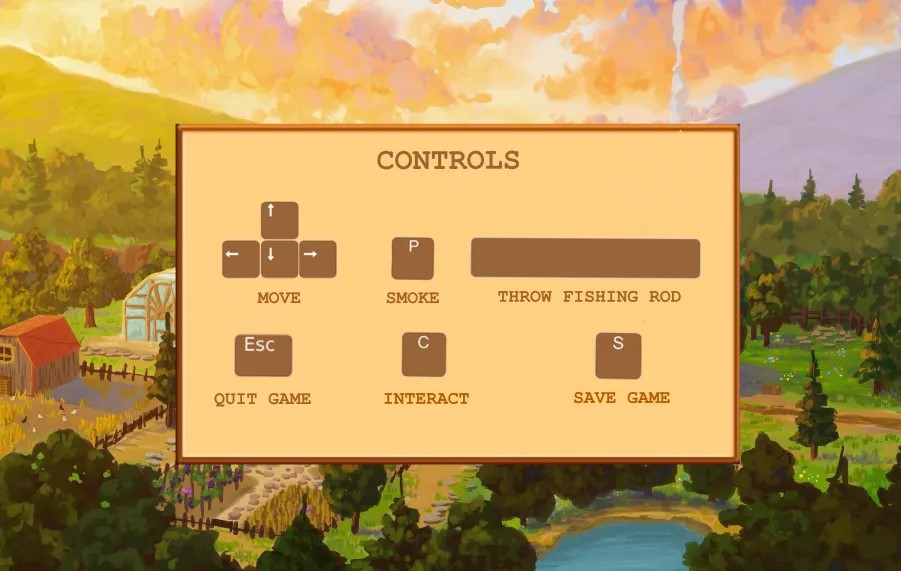 CONTROLS
↑
← ↓ →
P
MOVE
SMOKE
THROW FISHING ROD
Esc
C
S
QUIT GAME
INTERACT
SAVE GAME